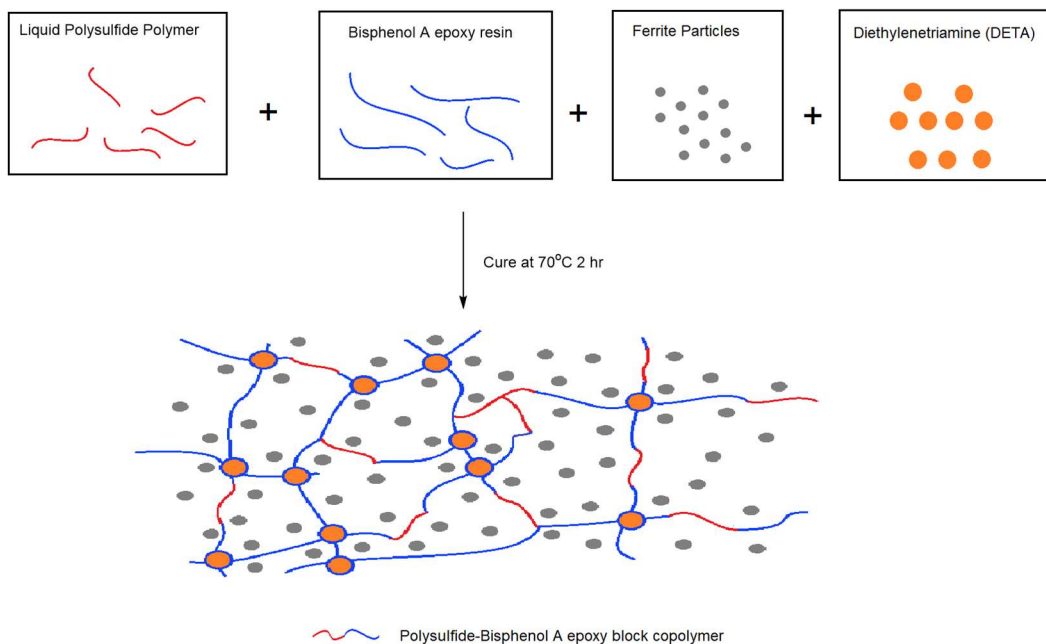 Liquid Polysulfide Polymer
Bisphenol A epoxy resin
Ferrite Particles
Diethylenetriamine (DETA)
+
+
+
Cure at 70°C 2 hr
Polysulfide-Bisphenol A epoxy block copolymer